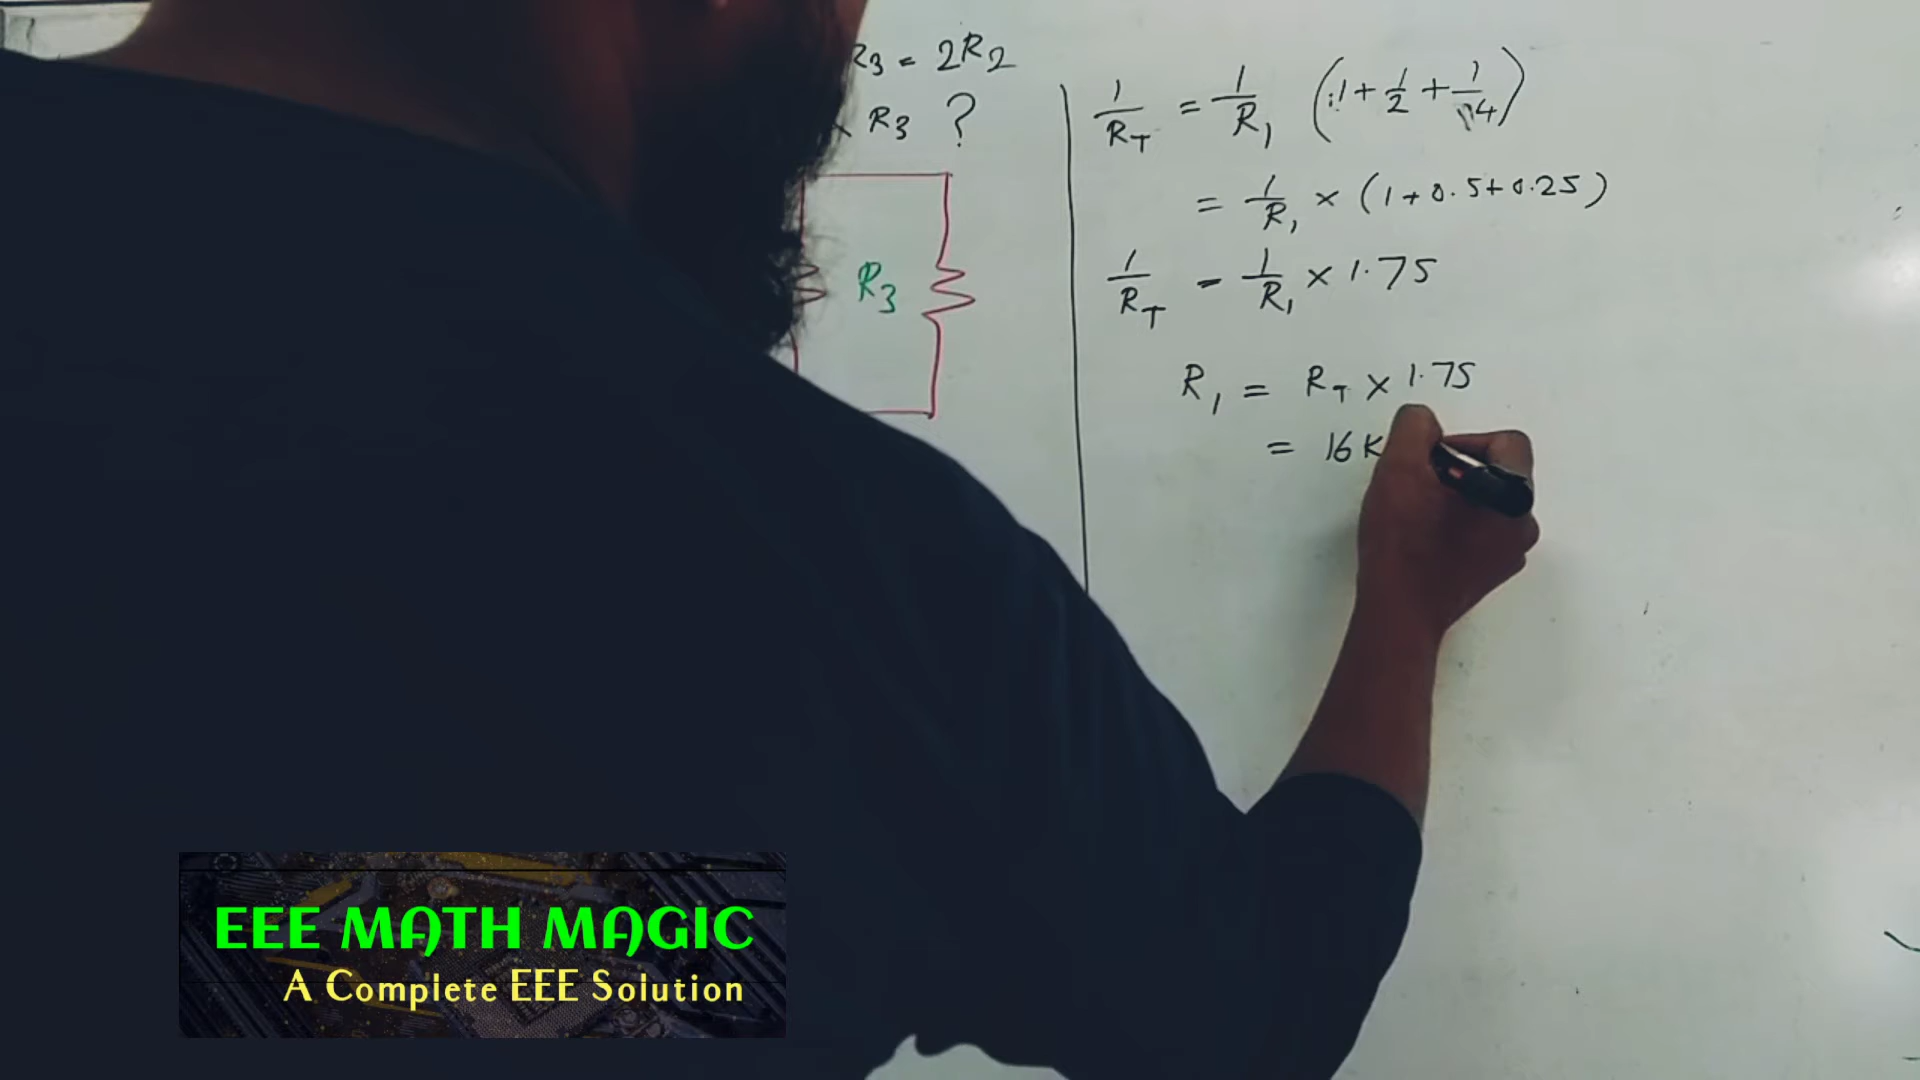 R3 = 2R2
R3 ?
R3
1/RT = 1/R1 (1 + 1/2 + 1/4)
= 1/R1 × (1 + 0.5 + 0.25)
1/RT = 1/R1 × 1.75
R1 = RT × 1.75
= 16K
EEE MATH MAGIC
A Complete EEE Solution